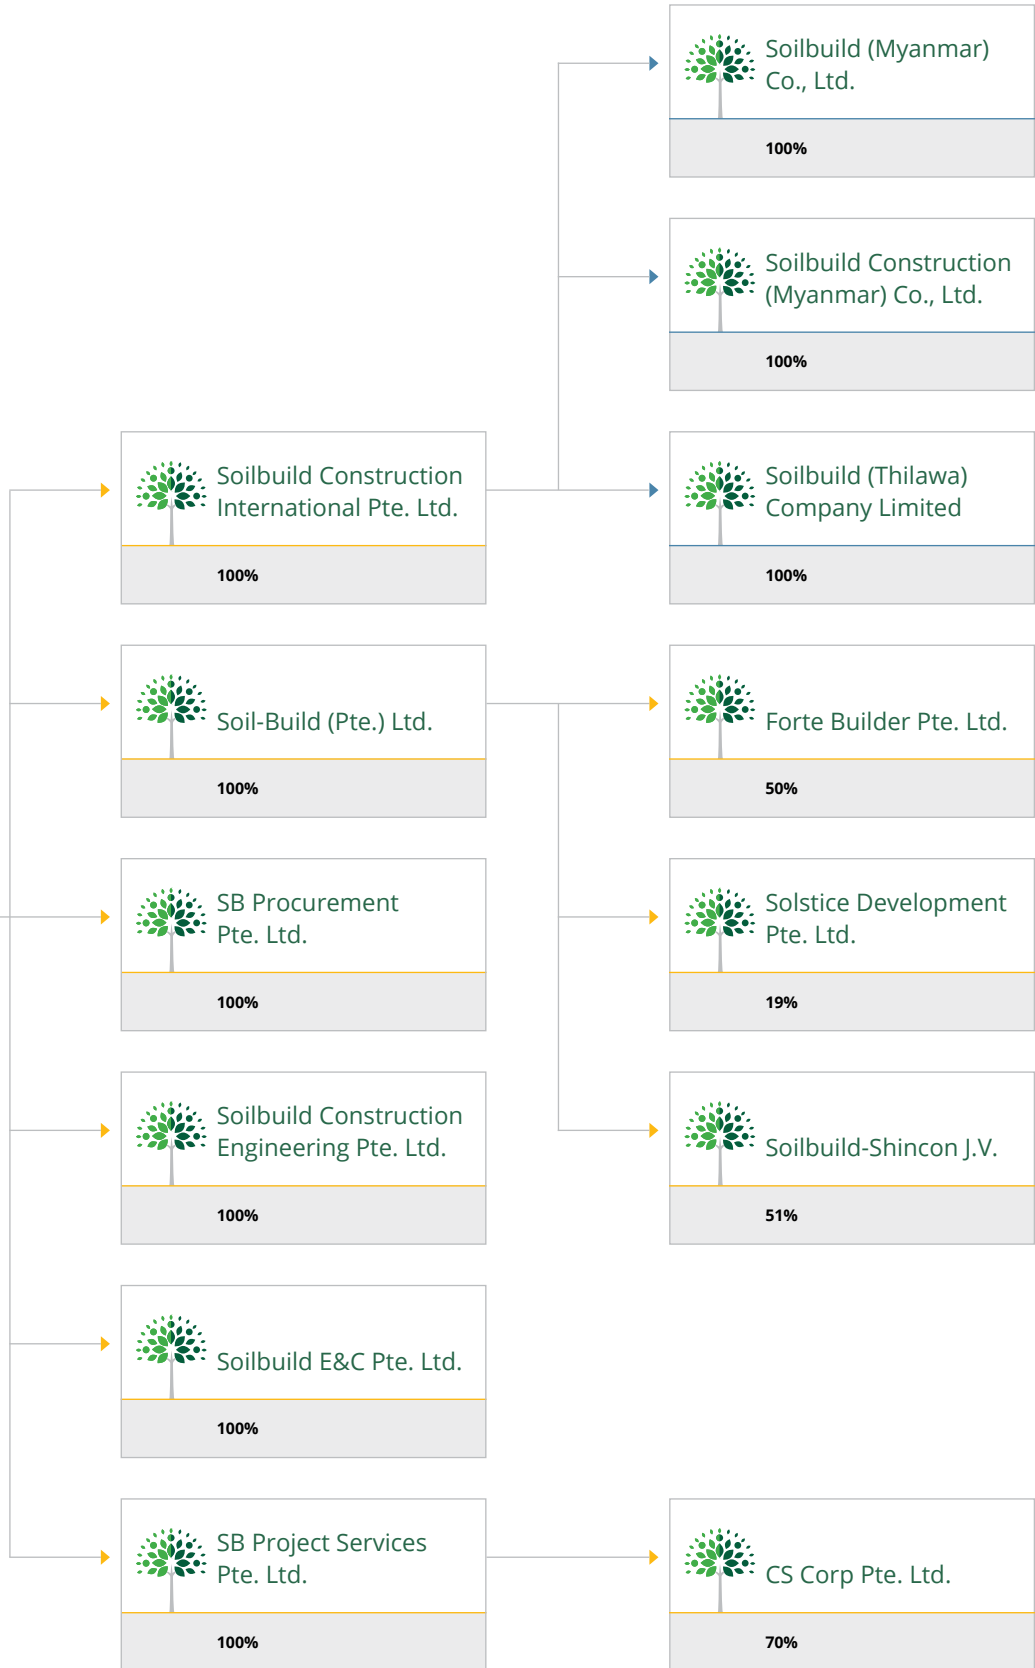 Soilbuild (Myanmar)
Co., Ltd.
100%
Soilbuild Construction
(Myanmar) Co., Ltd.
100%
Soilbuild Construction
International Pte. Ltd.
100%
Soilbuild (Thilawa)
Company Limited
100%
Soil-Build (Pte.) Ltd.
100%
Forte Builder Pte. Ltd.
50%
SB Procurement
Pte. Ltd.
100%
Solstice Development
Pte. Ltd.
19%
Soilbuild Construction
Engineering Pte. Ltd.
100%
Soilbuild-Shincon J.V.
51%
Soilbuild E&C Pte. Ltd.
100%
SB Project Services
Pte. Ltd.
100%
CS Corp Pte. Ltd.
70%